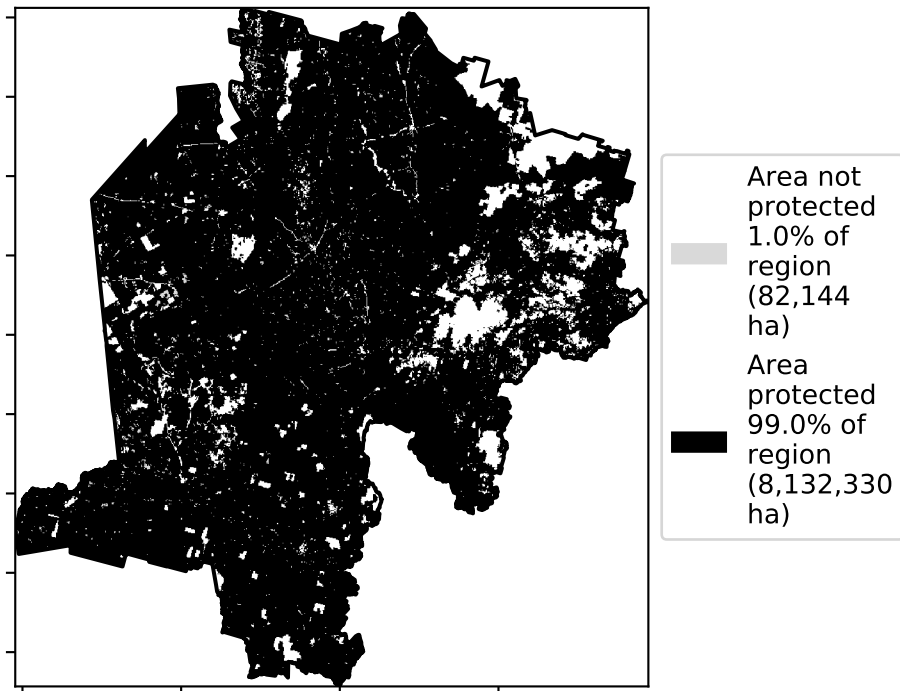 Area not
protected
1.0% of
region
(82,144
ha)
Area
protected
99.0% of
region
(8,132,330
ha)